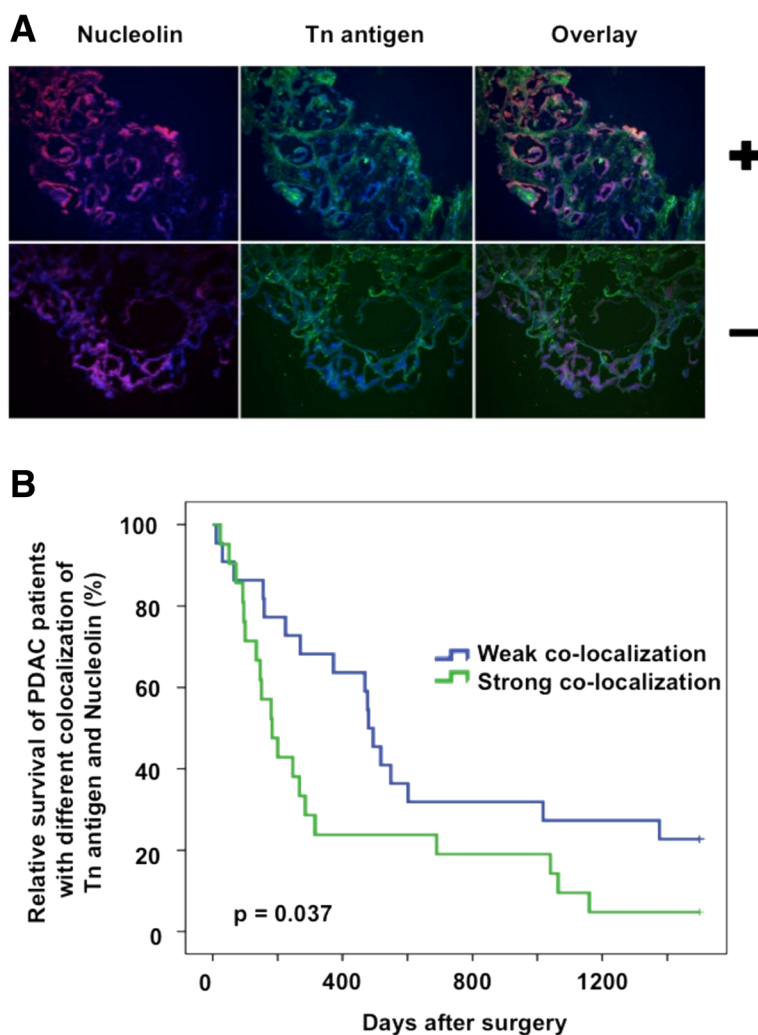 A
Nucleolin Tn antigen Overlay
+
−
B
Relative survival of PDAC patients
with different colocalization of
Tn antigen and Nucleolin (%)
100
80
60
40
20
0
Weak co-localization
Strong co-localization
p = 0.037
0 400 800 1200
Days after surgery